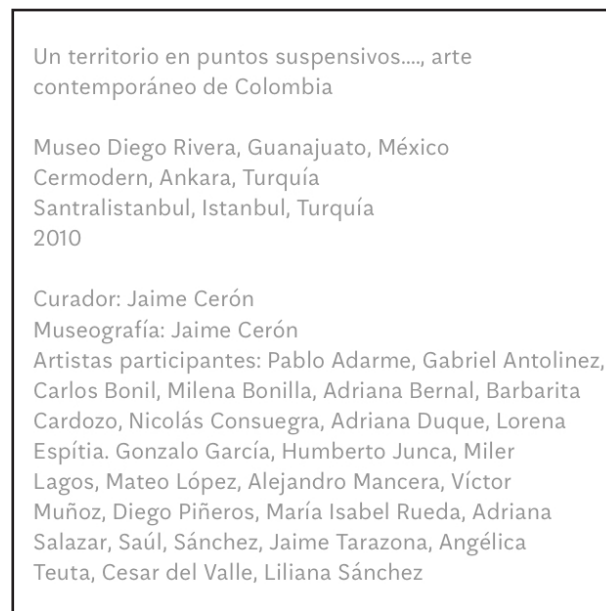 Un territorio en puntos suspensivos...., arte
contemporáneo de Colombia
Museo Diego Rivera, Guanajuato, México
Cermodern, Ankara, Turquía
Santralistanbul, Istanbul, Turquía
2010
Curador: Jaime Cerón
Museografía: Jaime Cerón
Artistas participantes: Pablo Adarme, Gabriel Antolinez,
Carlos Bonil, Milena Bonilla, Adriana Bernal, Barbarita
Cardozo, Nicolás Consuegra, Adriana Duque, Lorena
Espítia. Gonzalo García, Humberto Junca, Miler
Lagos, Mateo López, Alejandro Mancera, Víctor
Muñoz, Diego Piñeros, María Isabel Rueda, Adriana
Salazar, Saúl, Sánchez, Jaime Tarazona, Angélica
Teuta, Cesar del Valle, Liliana Sánchez